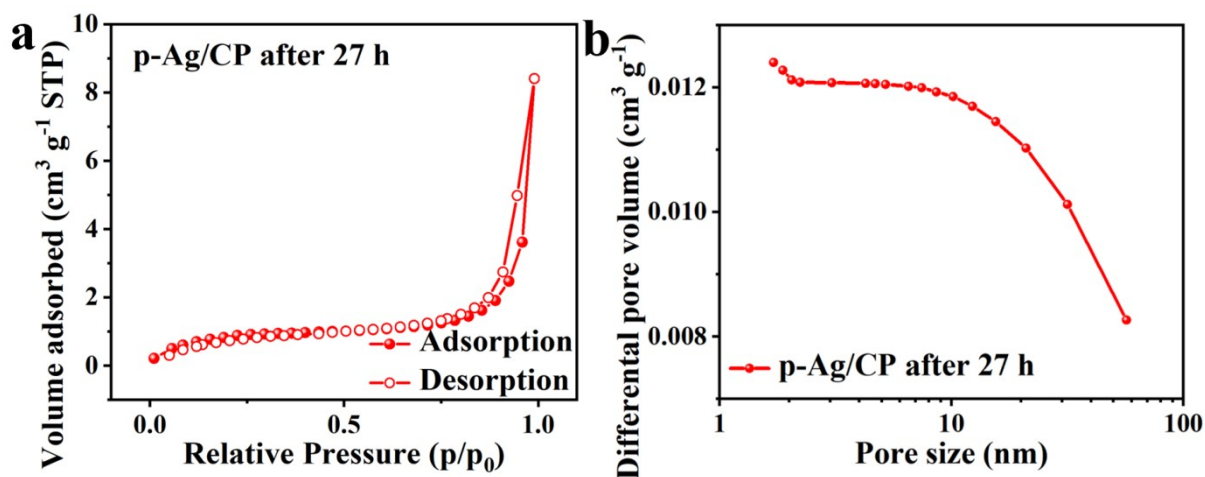 a
p-Ag/CP after 27 h
Volume adsorbed (cm³ g⁻¹ STP)
10
8
6
4
2
0
Adsorption
Desorption
0.0
0.5
1.0
Relative Pressure (p/p₀)
b
Differental pore volume (cm³ g⁻¹)
0.012
0.010
0.008
p-Ag/CP after 27 h
1
10
100
Pore size (nm)